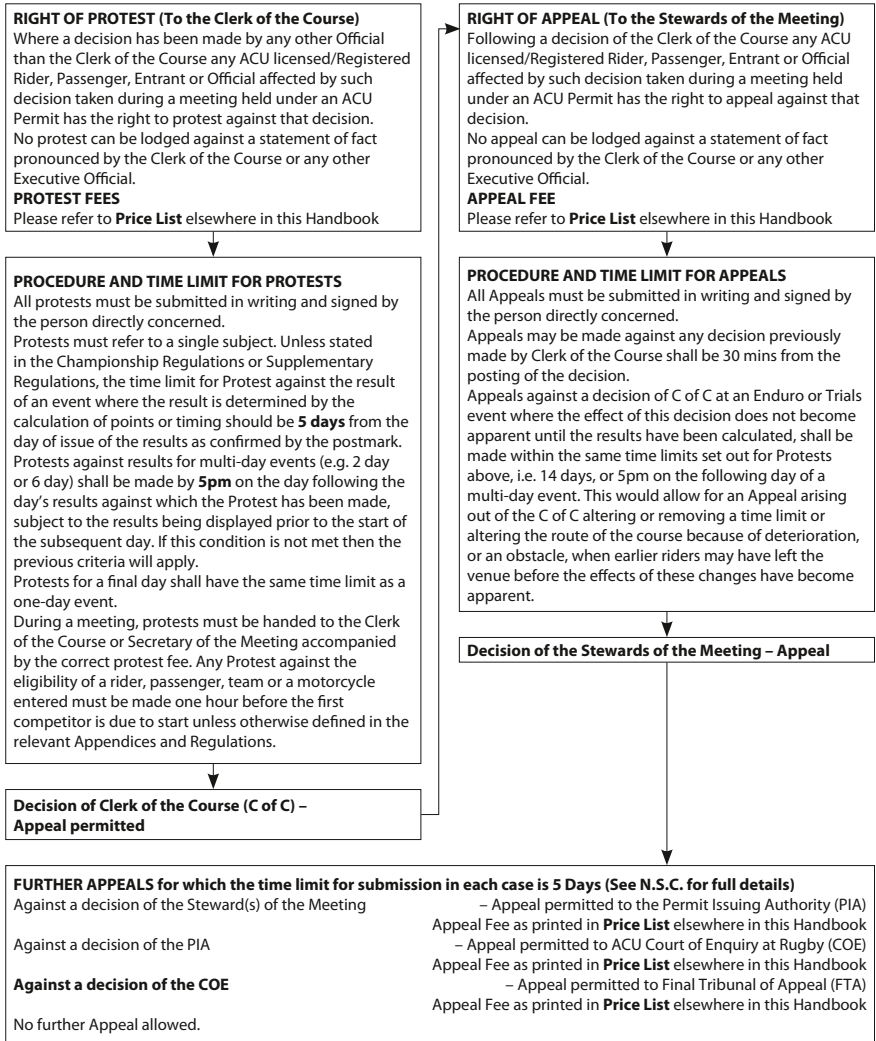 RIGHT OF PROTEST (To the Clerk of the Course)
Where a decision has been made by any other Official
than the Clerk of the Course any ACU licensed/Registered
Rider, Passenger, Entrant or Official affected by such
decision taken during a meeting held under an ACU
Permit has the right to protest against that decision.
No protest can be lodged against a statement of fact
pronounced by the Clerk of the Course or any other
Executive Official.
PROTEST FEES
Please refer to Price List elsewhere in this Handbook
PROCEDURE AND TIME LIMIT FOR PROTESTS
All protests must be submitted in writing and signed by
the person directly concerned.
Protests must refer to a single subject. Unless stated
in the Championship Regulations or Supplementary
Regulations, the time limit for Protest against the result
of an event where the result is determined by the
calculation of points or timing should be 5 days from the
day of issue of the results as confirmed by the postmark.
Protests against results for multi-day events (e.g. 2 day
or 6 day) shall be made by 5pm on the day following the
day's results against which the Protest has been made,
subject to the results being displayed prior to the start of
the subsequent day. If this condition is not met then the
previous criteria will apply.
Protests for a final day shall have the same time limit as a
one-day event.
During a meeting, protests must be handed to the Clerk
of the Course or Secretary of the Meeting accompanied
by the correct protest fee. Any Protest against the
eligibility of a rider, passenger, team or a motorcycle
entered must be made one hour before the first
competitor is due to start unless otherwise defined in the
relevant Appendices and Regulations.
Decision of Clerk of the Course (C of C) –
Appeal permitted
RIGHT OF APPEAL (To the Stewards of the Meeting)
Following a decision of the Clerk of the Course any ACU
licensed/Registered Rider, Passenger, Entrant or Official
affected by such decision taken during a meeting held
under an ACU Permit has the right to appeal against that
decision.
No appeal can be lodged against a statement of fact
pronounced by the Clerk of the Course or any other
Executive Official.
APPEAL FEE
Please refer to Price List elsewhere in this Handbook
PROCEDURE AND TIME LIMIT FOR APPEALS
All Appeals must be submitted in writing and signed by
the person directly concerned.
Appeals may be made against any decision previously
made by Clerk of the Course shall be 30 mins from the
posting of the decision.
Appeals against a decision of C of C at an Enduro or Trials
event where the effect of this decision does not become
apparent until the results have been calculated, shall be
made within the same time limits set out for Protests
above, i.e. 14 days, or 5pm on the following day of a
multi-day event. This would allow for an Appeal arising
out of the C of C altering or removing a time limit or
altering the route of the course because of deterioration,
or an obstacle, when earlier riders may have left the
venue before the effects of these changes have become
apparent.
Decision of the Stewards of the Meeting – Appeal
FURTHER APPEALS for which the time limit for submission in each case is 5 Days (See N.S.C. for full details)
Against a decision of the Steward(s) of the Meeting – Appeal permitted to the Permit Issuing Authority (PIA)
Appeal Fee as printed in Price List elsewhere in this Handbook
Against a decision of the PIA – Appeal permitted to ACU Court of Enquiry at Rugby (COE)
Appeal Fee as printed in Price List elsewhere in this Handbook
Against a decision of the COE – Appeal permitted to Final Tribunal of Appeal (FTA)
Appeal Fee as printed in Price List elsewhere in this Handbook
No further Appeal allowed.